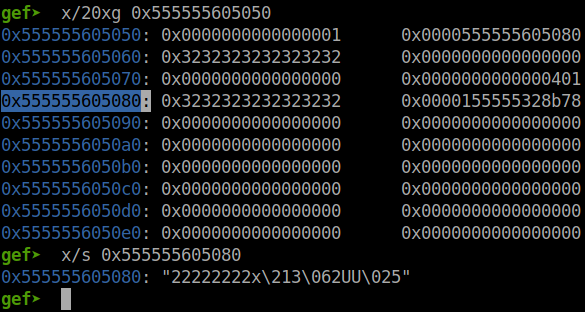 gef➤  x/20xg 0x555555605050
0x555555605050: 0x0000000000000001 0x0000555555605080
0x555555605060: 0x3232323232323232 0x0000000000000000
0x555555605070: 0x0000000000000000 0x0000000000000401
0x555555605080: 0x3232323232323232 0x0000155555328b78
0x555555605090: 0x0000000000000000 0x0000000000000000
0x5555556050a0: 0x0000000000000000 0x0000000000000000
0x5555556050b0: 0x0000000000000000 0x0000000000000000
0x5555556050c0: 0x0000000000000000 0x0000000000000000
0x5555556050d0: 0x0000000000000000 0x0000000000000000
0x5555556050e0: 0x0000000000000000 0x0000000000000000
gef➤  x/s 0x555555605080
0x555555605080: "22222222x\213\062UU\025"
gef➤